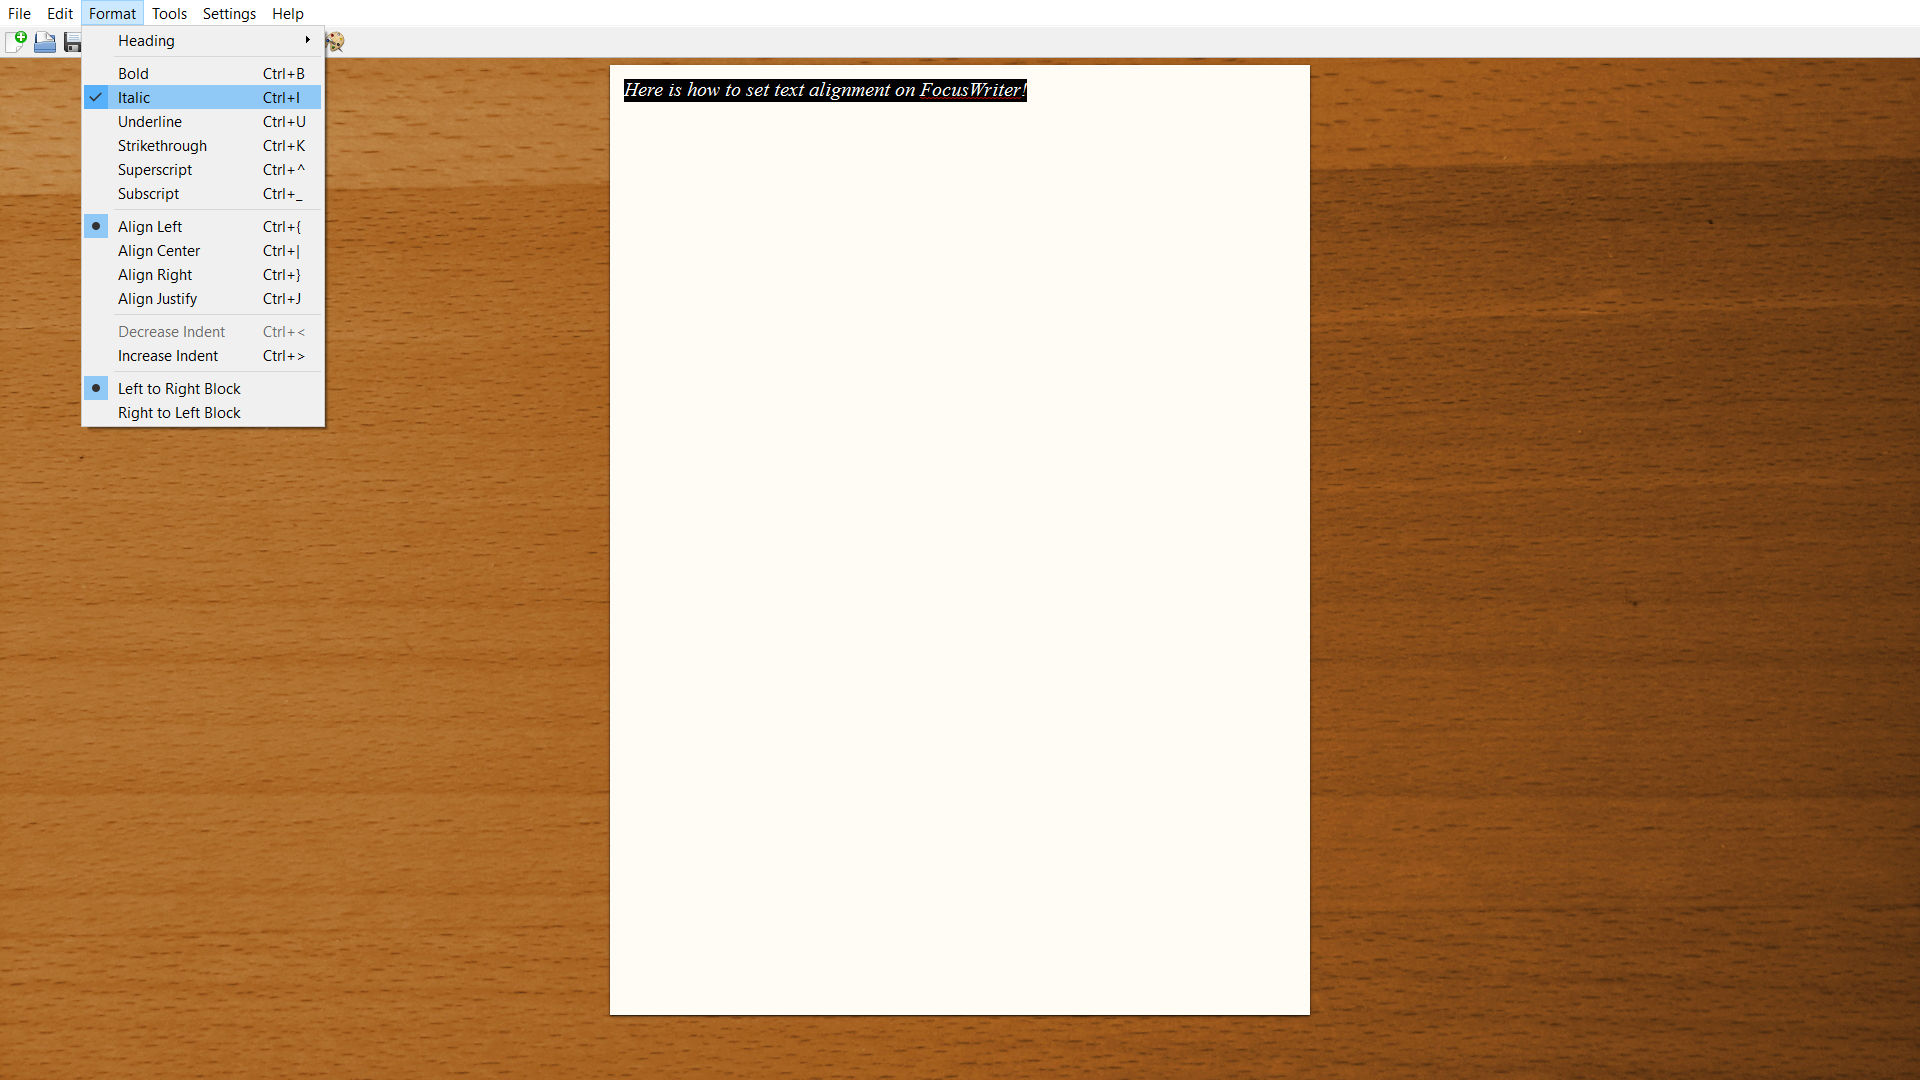 File Edit Format Tools Settings Help
Heading
Bold Ctrl+B
Italic Ctrl+I
Underline Ctrl+U
Strikethrough Ctrl+K
Superscript Ctrl+^
Subscript Ctrl+_
Align Left Ctrl+{
Align Center Ctrl+|
Align Right Ctrl+}
Align Justify Ctrl+J
Decrease Indent Ctrl+<
Increase Indent Ctrl+>
Left to Right Block
Right to Left Block
Here is how to set text alignment on FocusWriter!